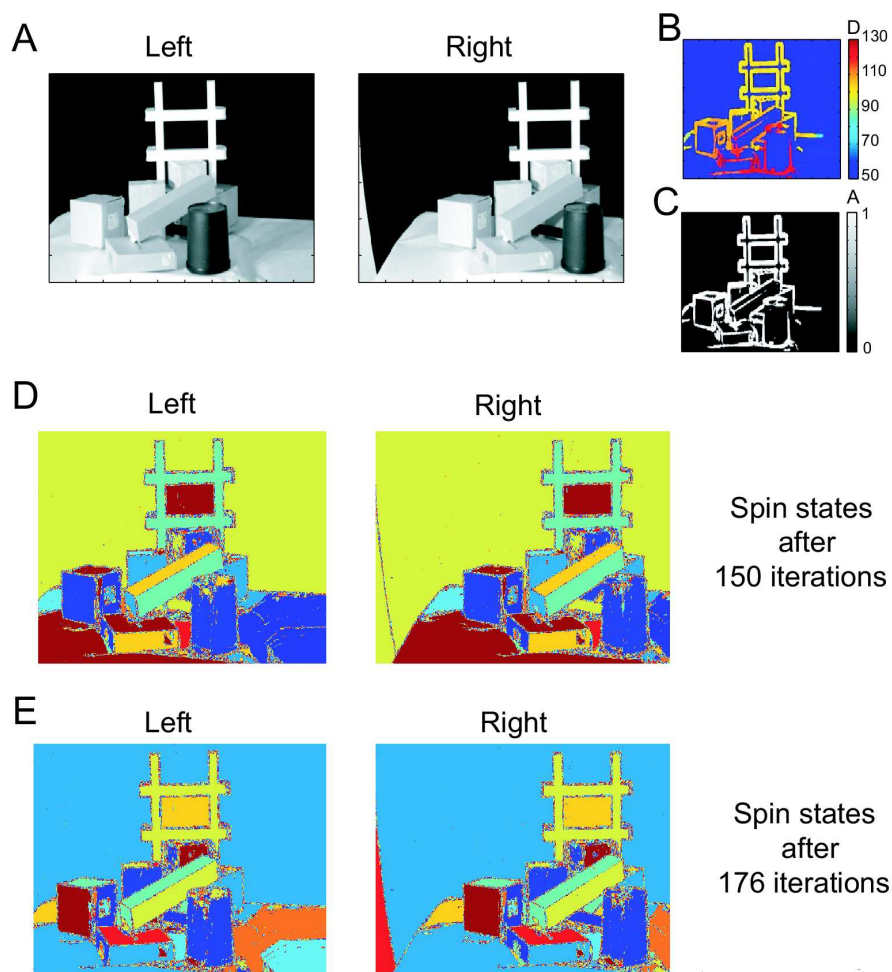 A
Left
Right
B
D
130
110
90
70
50
C
A
1
0
D
Left
Right
Spin states
after
150 iterations
E
Left
Right
Spin states
after
176 iterations